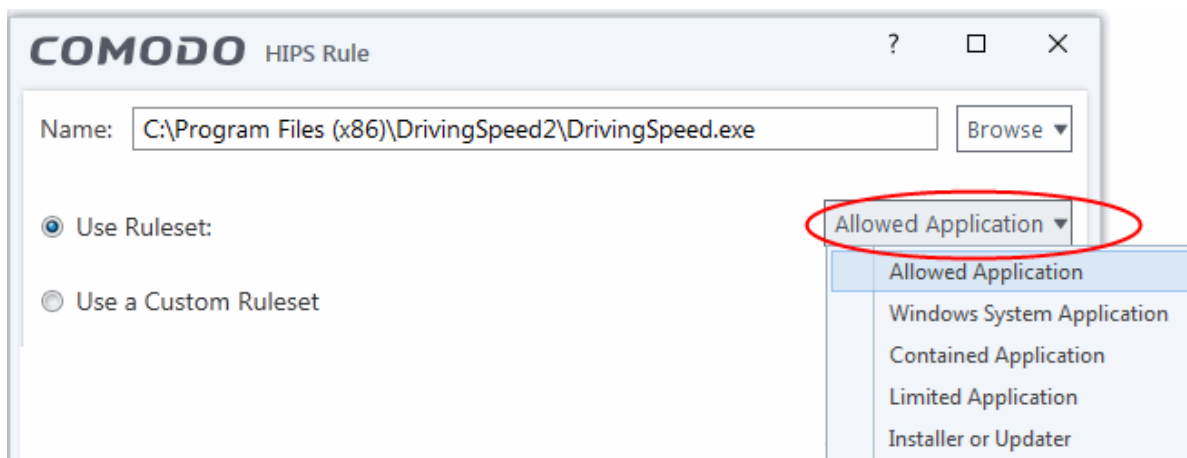 COMODO HIPS Rule ?
Name: C:\Program Files (x86)\DrivingSpeed2\DrivingSpeed.exe Browse
Use Ruleset: Allowed Application
Allowed Application
Use a Custom Ruleset
Windows System Application
Contained Application
Limited Application
Installer or Updater